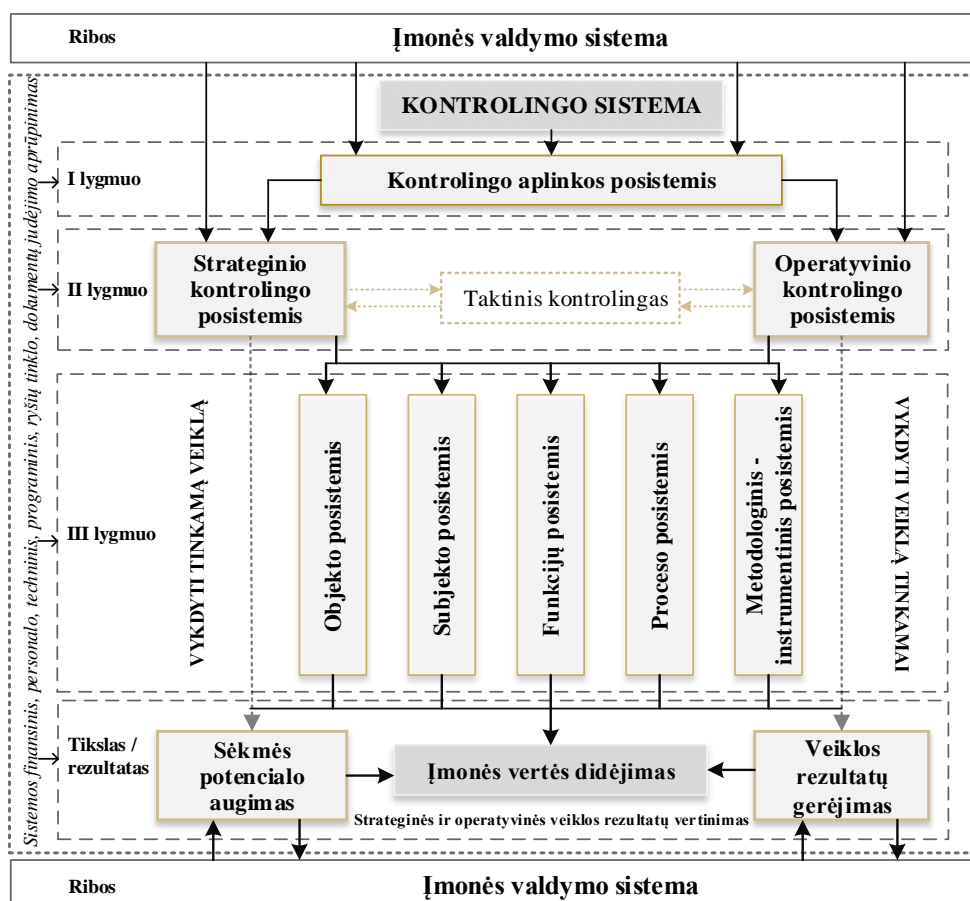 Ribos
Įmonės valdymo sistema
Sistemos finansinis, personalo, techninis, programinis, ryšių tinklo, dokumentų judėjimo aprūpinimas
KONTROLINGO SISTEMA
I lygmuo
Kontrolingo aplinkos posistemis
II lygmuo
Strateginio
kontrolingo
posistemis
Taktinis kontrolingas
Operatyvinio
kontrolingo
posistemis
III lygmuo
VYKDYTI TINKAMĄ VEIKLĄ
Objekto posistemis
Subjekto posistemis
Funkcijų posistemis
Proceso posistemis
Metodologinis -
instrumentinis posistemis
VYKDYTI VEIKLĄ TINKAMAI
Tikslas /
rezultatas
Sėkmės
potencialo
augimas
Įmonės vertės didėjimas
Veiklos
rezultatų
gerėjimas
Strateginės ir operatyvinės veiklos rezultatų vertinimas
Ribos
Įmonės valdymo sistema